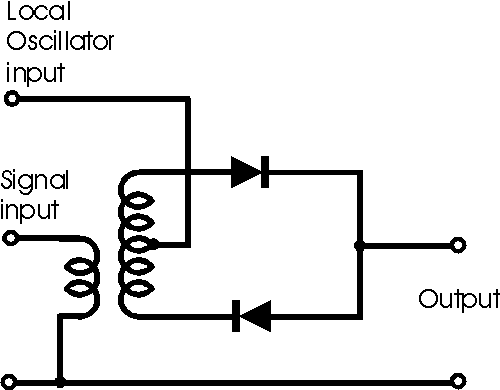 Local
Oscillator
input
Signal
input
Output